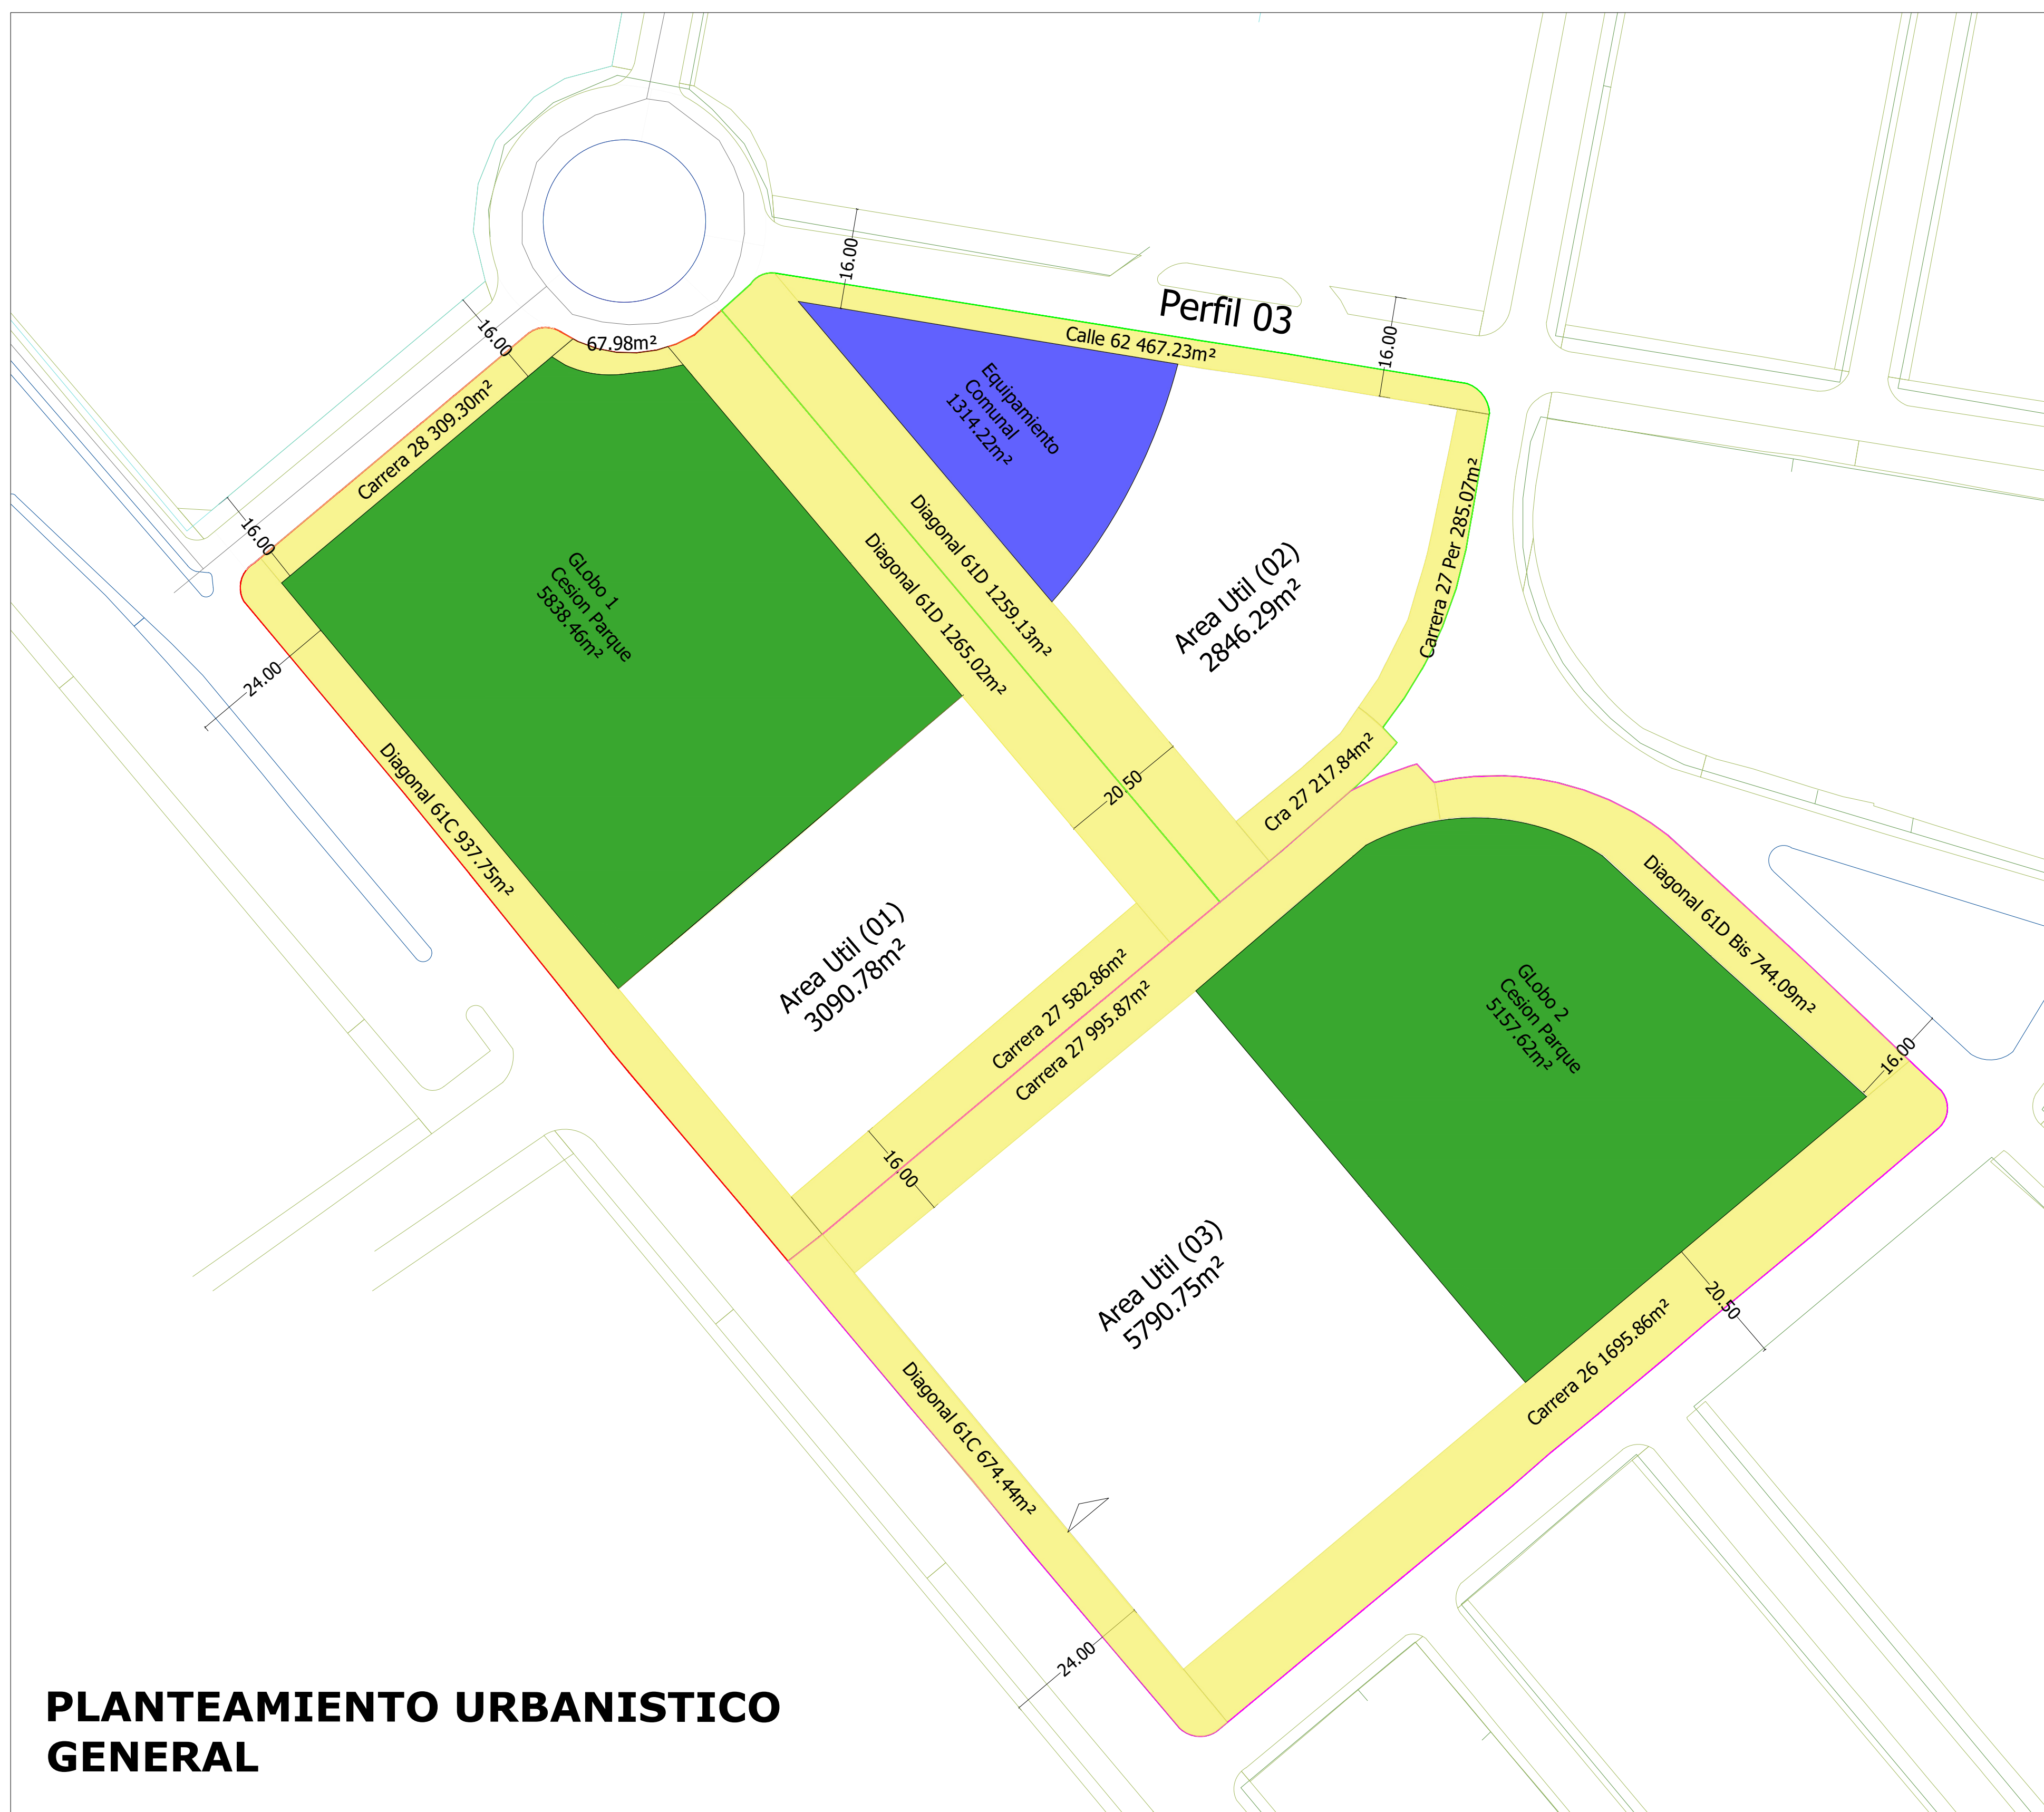 16.00
Perfil 03
16.00
Calle 62 467.23m²
16.00
67.98m²
Carrera 28 309.30m²
Equipamiento
Comunal
1314.22m²
16.00
GLobo 1
Cesion Parque
5838.46m²
Diagonal 61D 1259.13m²
Diagonal 61D 1265.02m²
Area Util (02)
2846.29m²
Carrera 27 Per 285.07m²
24.00
Diagonal 61C 937.75m²
20.50
Cra 27 217.84m²
Area Util (01)
3090.78m²
Carrera 27 582.86m²
Carrera 27 995.87m²
Diagonal 61D Bis 744.09m²
GLobo 2
Cesion Parque
5157.62m²
16.00
16.00
Area Util (03)
5790.75m²
20.50
Carrera 26 1695.86m²
Diagonal 61C 674.44m²
24.00
PLANTEAMIENTO URBANISTICO
GENERAL